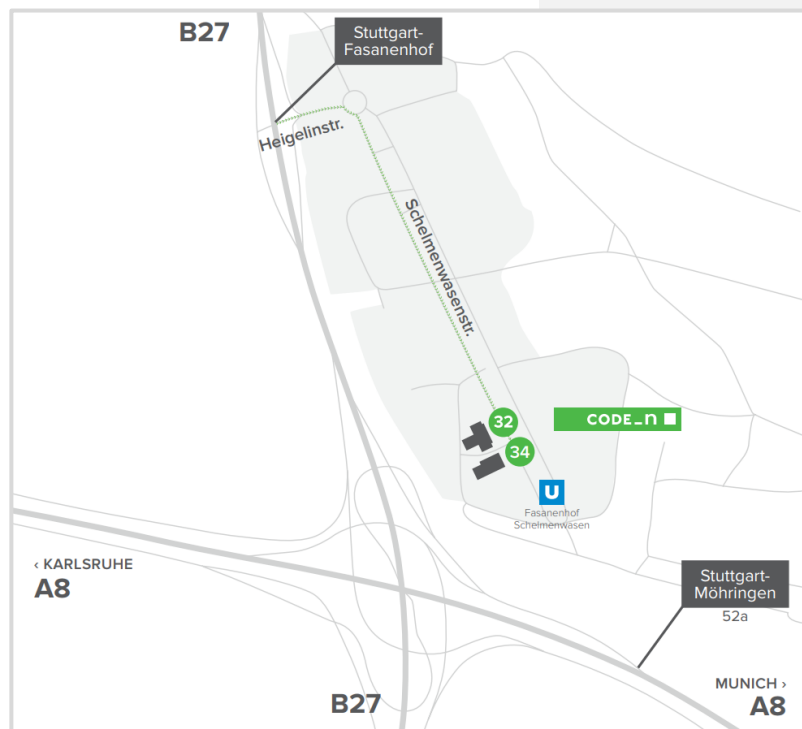 B27
Stuttgart-
Fasanenhof
Heigelinstr.
Schelmenwasenstr.
32
CODE_n
34
U
Fasanenhof
Schelmenwasen
‹ KARLSRUHE
A8
Stuttgart-
Möhringen
52a
MUNICH ›
A8
B27